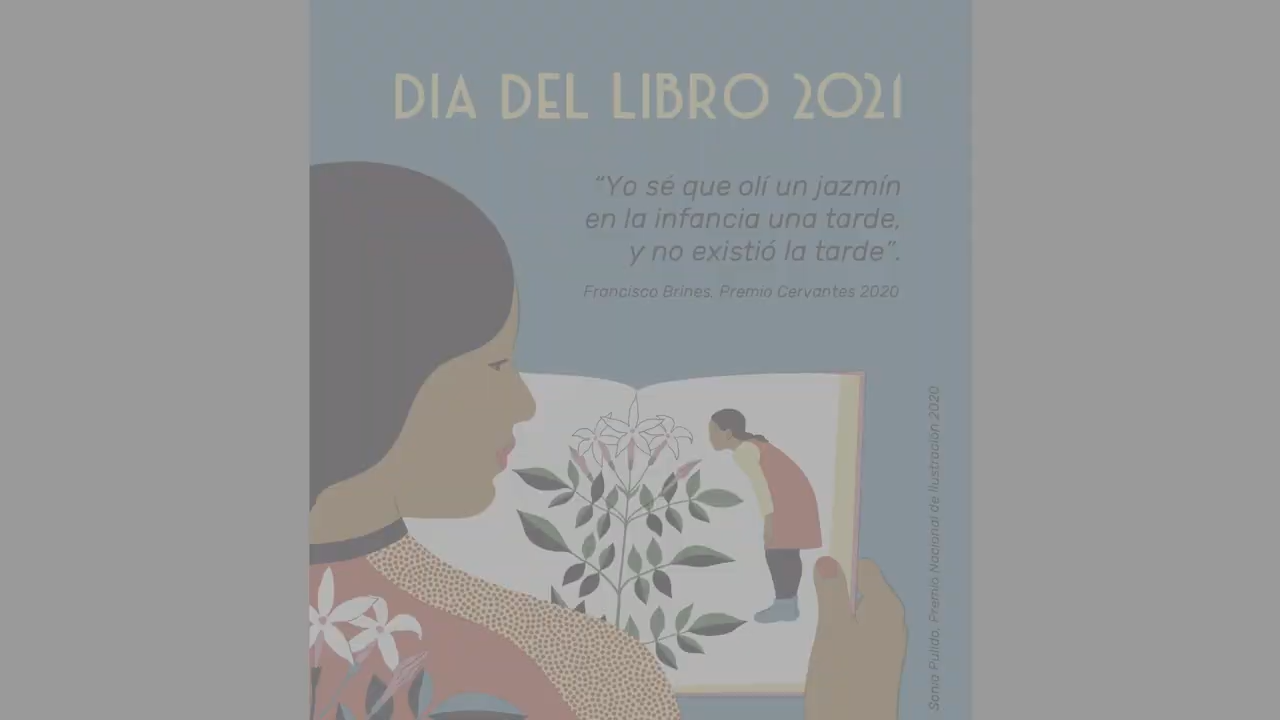 DIA DEL LIBRO 2021
“Yo sé que olí un jazmín
en la infancia una tarde,
y no existió la tarde”.
Francisco Brines. Premio Cervantes 2020
Sonia Pulido. Premio Nacional de Ilustración 2020